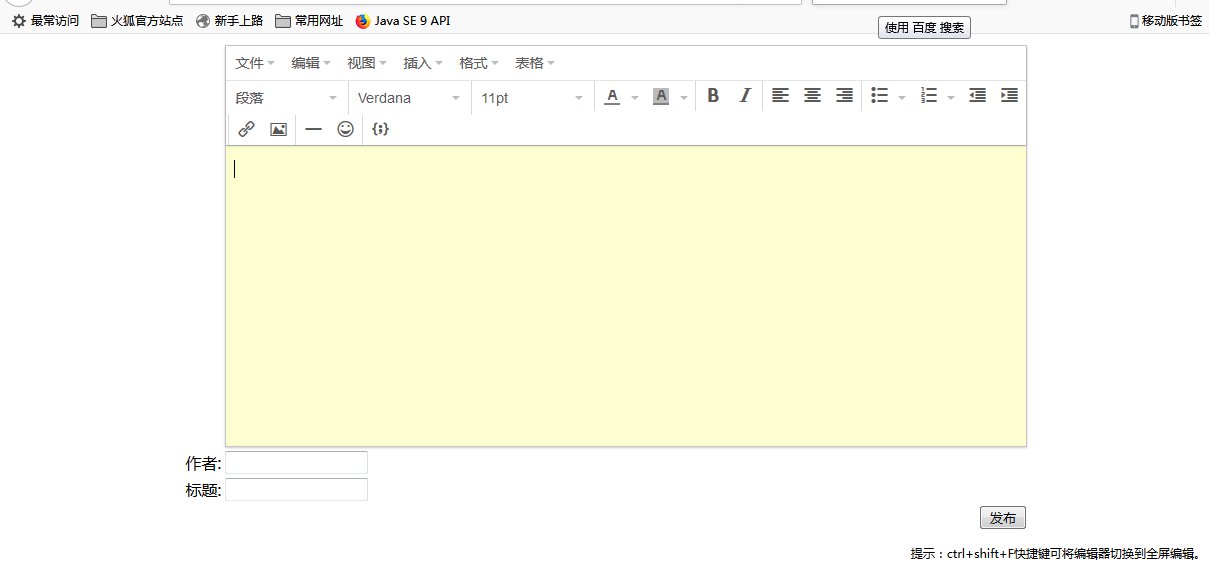 最常访问 火狐官方站点 新手上路 常用网址 Java SE 9 API 使用 百度 搜索 移动版书签
文件 编辑 视图 插入 格式 表格
段落 Verdana 11pt A A B I
{;}
作者:
标题:
发布
提示：ctrl+shift+F快捷键可将编辑器切换到全屏编辑。